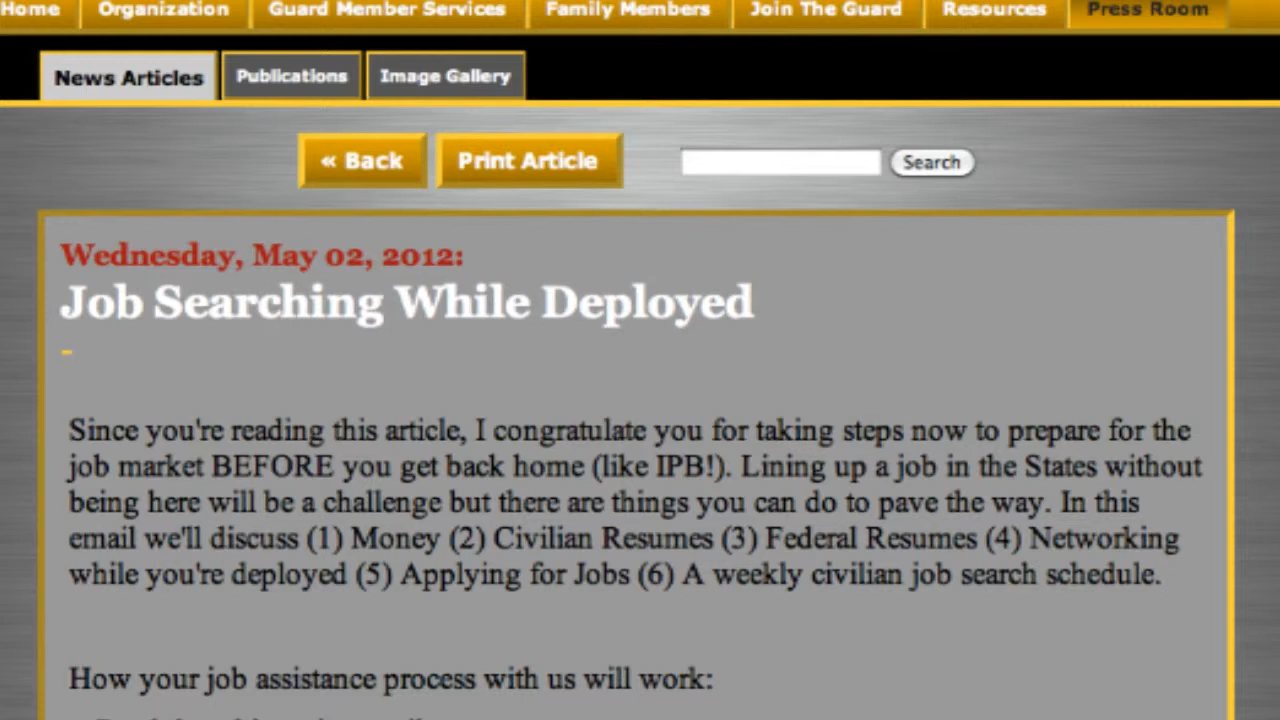 Home Organization Guard Member Services Family Members Join The Guard Resources Press Room
News Articles Publications Image Gallery
« Back Print Article Search
Wednesday, May 02, 2012:
Job Searching While Deployed
-
Since you're reading this article, I congratulate you for taking steps now to prepare for the
job market BEFORE you get back home (like IPB!). Lining up a job in the States without
being here will be a challenge but there are things you can do to pave the way. In this
email we'll discuss (1) Money (2) Civilian Resumes (3) Federal Resumes (4) Networking
while you're deployed (5) Applying for Jobs (6) A weekly civilian job search schedule.
How your job assistance process with us will work: